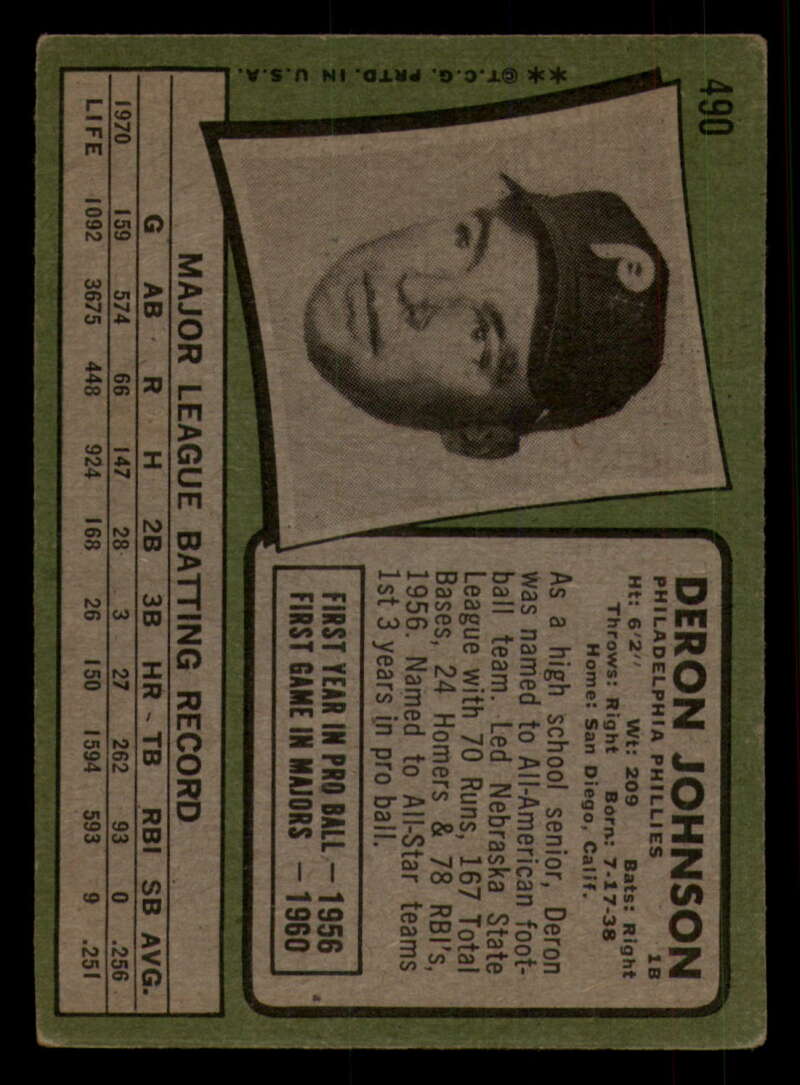 490
✶✶ ©T.C.G. PRTD. IN U.S.A.
P
DERON JOHNSON
PHILADELPHIA PHILLIES 1B
Ht: 6'2" Wt: 209 Bats: Right
Throws: Right Born: 7-17-38
Home: San Diego, Calif.
As a high school senior, Deron
was named to All-American foot-
ball team. Led Nebraska State
League with 70 Runs, 167 Total
Bases, 24 Homers & 78 RBI's,
1956. Named to All-Star teams
1st 3 years in pro ball.
FIRST YEAR IN PRO BALL — 1956
FIRST GAME IN MAJORS — 1960
MAJOR LEAGUE BATTING RECORD
G AB R H 2B 3B HR TB RBI SB AVG.
1970 159 574 66 147 28 3 27 262 93 0 .256
LIFE 1092 3675 448 924 168 26 150 1594 593 9 .251